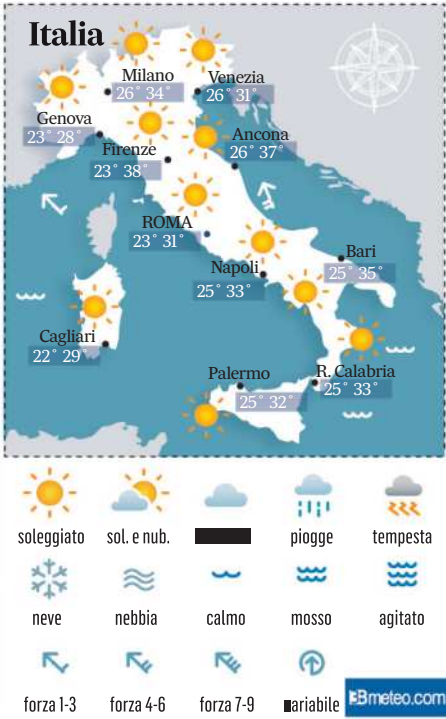 Italia
Milano
26° 34°
Venezia
26° 31°
Genova
23° 28°
Firenze
23° 38°
Ancona
26° 37°
ROMA
23° 31°
Napoli
25° 33°
Bari
25° 35°
Cagliari
22° 29°
Palermo
25° 32°
R. Calabria
25° 33°
soleggiato sol. e nub. piogge tempesta
neve nebbia calmo mosso agitato
forza 1-3 forza 4-6 forza 7-9 ariabile
3Bmeteo.com